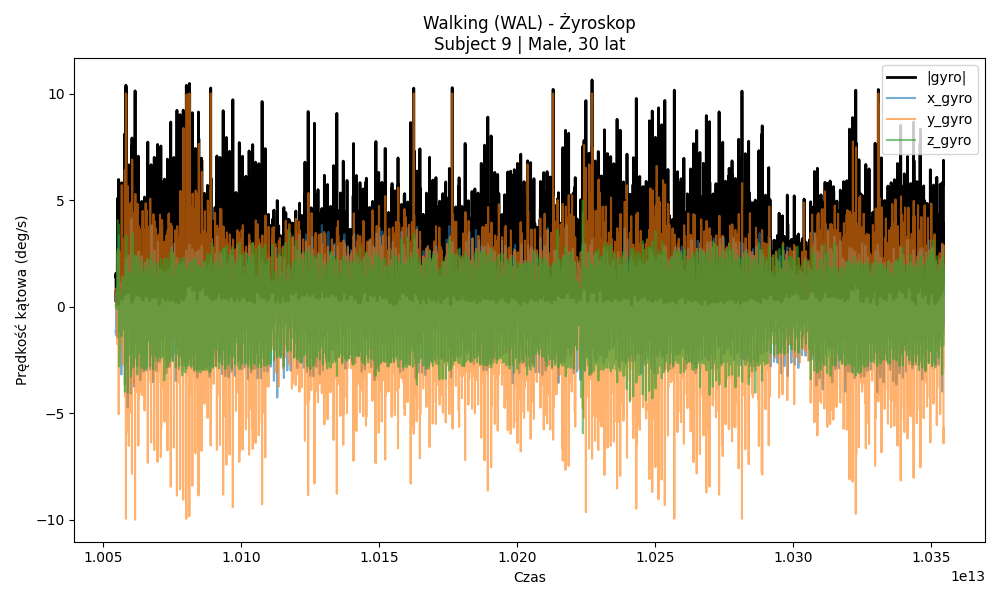 Walking (WAL) - Żyroskop
Subject 9 | Male, 30 lat
|gyro|
x_gyro
y_gyro
z_gyro
Prędkość kątowa (deg/s)
10
5
0
−5
−10
1.005
1.010
1.015
1.020
1.025
1.030
1.035
1e13
Czas